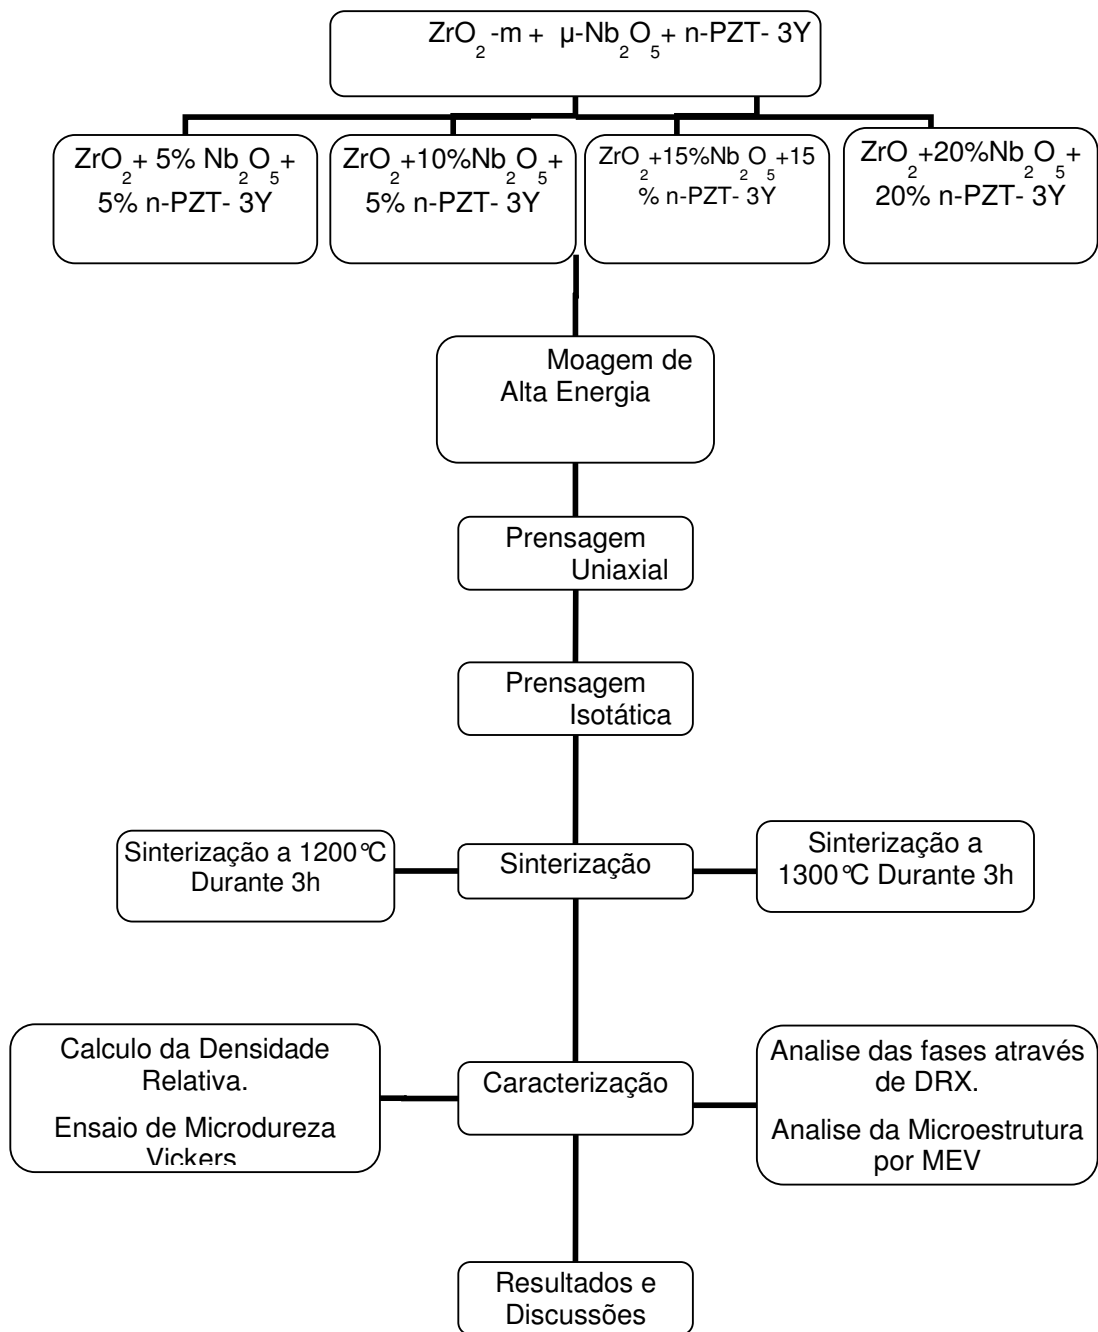 ZrO2 -m + µ-Nb2O5+ n-PZT- 3Y
ZrO2+ 5% Nb2O5+
5% n-PZT- 3Y
ZrO2+10%Nb2O5+
5% n-PZT- 3Y
ZrO2+15%Nb2O5+15
% n-PZT- 3Y
ZrO2+20%Nb2O5+
20% n-PZT- 3Y
Moagem de
Alta Energia
Prensagem
Uniaxial
Prensagem
Isotática
Sinterização a 1200°C
Durante 3h
Sinterização
Sinterização a
1300°C Durante 3h
Calculo da Densidade
Relativa.
Ensaio de Microdureza
Vickers
Caracterização
Analise das fases através
de DRX.
Analise da Microestrutura
por MEV
Resultados e
Discussões